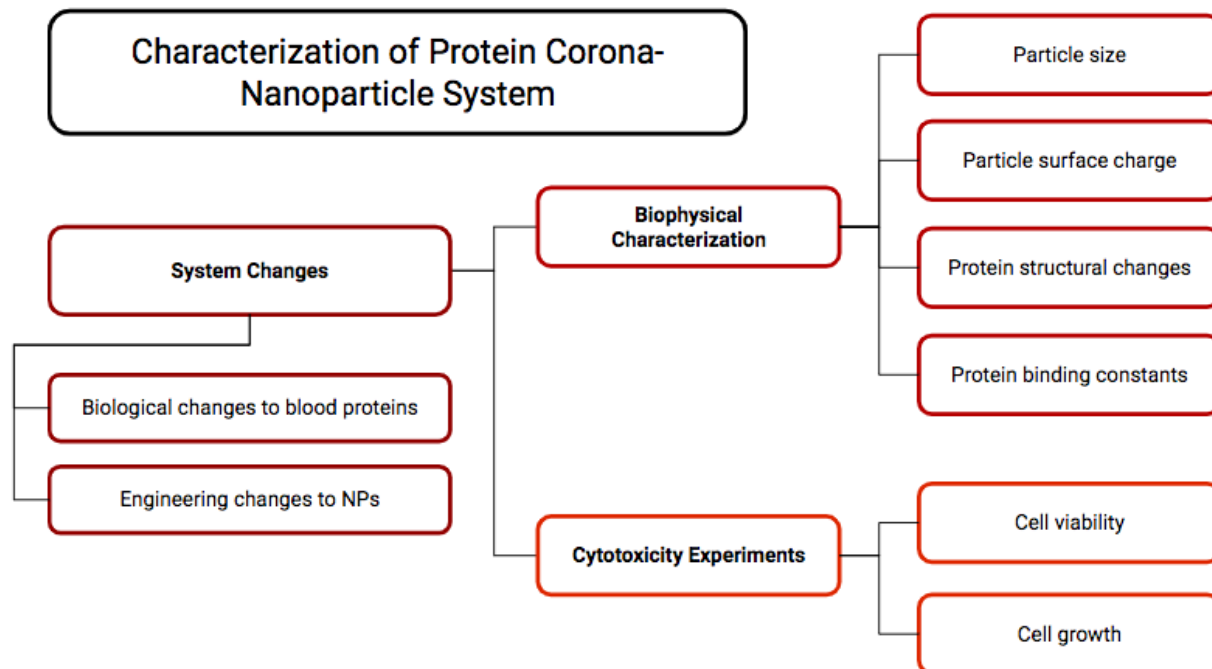 Characterization of Protein Corona-
Nanoparticle System
System Changes
Biological changes to blood proteins
Engineering changes to NPs
Biophysical
Characterization
Particle size
Particle surface charge
Protein structural changes
Protein binding constants
Cytotoxicity Experiments
Cell viability
Cell growth